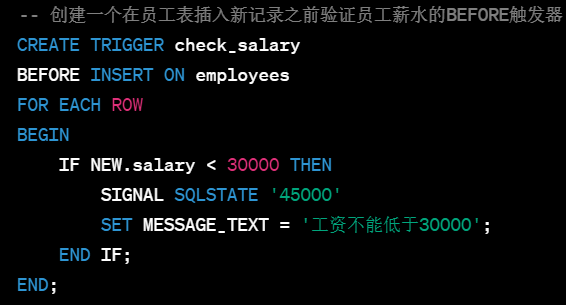 -- 创建一个在员工表插入新记录之前验证员工薪水的BEFORE触发器
CREATE TRIGGER check_salary
BEFORE INSERT ON employees
FOR EACH ROW
BEGIN
    IF NEW.salary < 30000 THEN
        SIGNAL SQLSTATE '45000'
        SET MESSAGE_TEXT = '工资不能低于30000';
    END IF;
END;